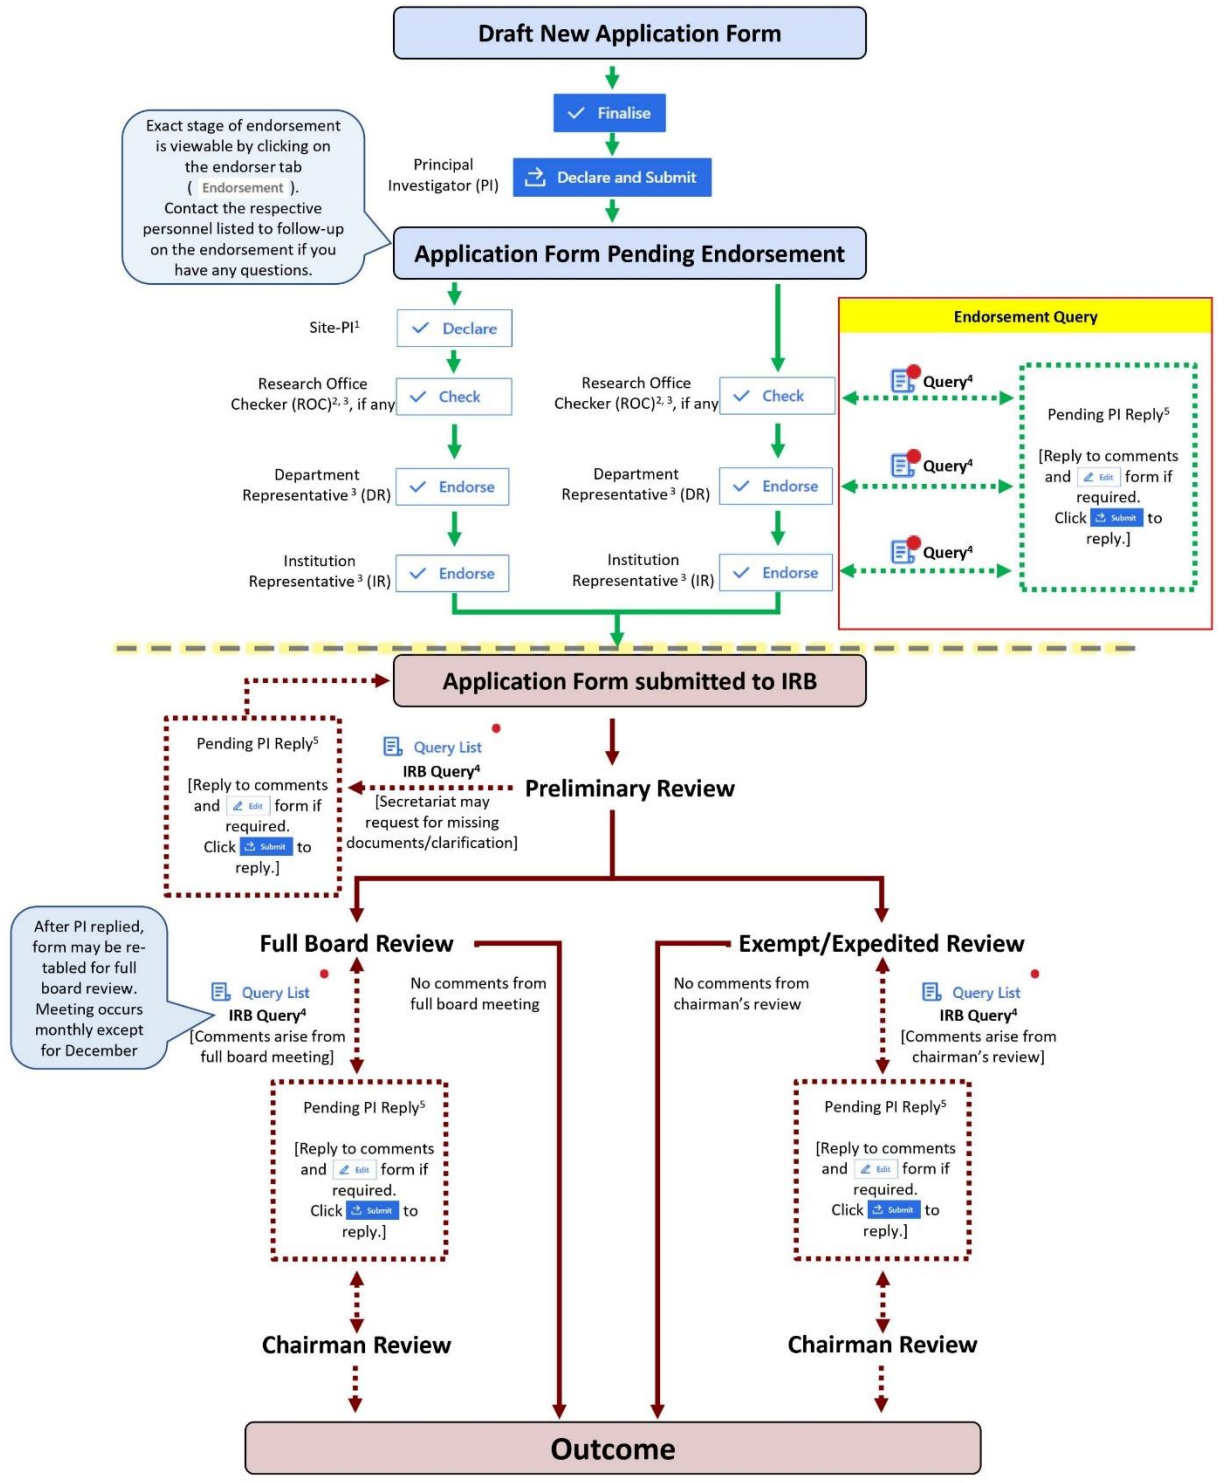 Draft New Application Form
Finalise
Principal
Investigator (PI)
Declare and Submit
Exact stage of endorsement
is viewable by clicking on
the endorser tab
( Endorsement ).
Contact the respective
personnel listed to follow-up
on the endorsement if you
have any questions.
Application Form Pending Endorsement
Site-PI¹
Declare
Research Office
Checker (ROC)², ³, if any
Check
Department
Representative ³ (DR)
Endorse
Institution
Representative ³ (IR)
Endorse
Research Office
Checker (ROC)², ³, if any
Check
Department
Representative ³ (DR)
Endorse
Institution
Representative ³ (IR)
Endorse
Endorsement Query
Query⁴
Query⁴
Query⁴
Pending PI Reply⁵
[Reply to comments
and Edit form if
required.
Click Submit to
reply.]
Application Form submitted to IRB
Query List
IRB Query⁴
[Secretariat may
request for missing
documents/clarification]
Preliminary Review
Pending PI Reply⁵
[Reply to comments
and Edit form if
required.
Click Submit to
reply.]
Full Board Review
Exempt/Expedited Review
After PI replied,
form may be re-
tabled for full
board review.
Meeting occurs
monthly except
for December
Query List
IRB Query⁴
[Comments arise from
full board meeting]
No comments from
full board meeting
No comments from
chairman's review
Query List
IRB Query⁴
[Comments arise from
chairman's review]
Pending PI Reply⁵
[Reply to comments
and Edit form if
required.
Click Submit to
reply.]
Pending PI Reply⁵
[Reply to comments
and Edit form if
required.
Click Submit to
reply.]
Chairman Review
Chairman Review
Outcome